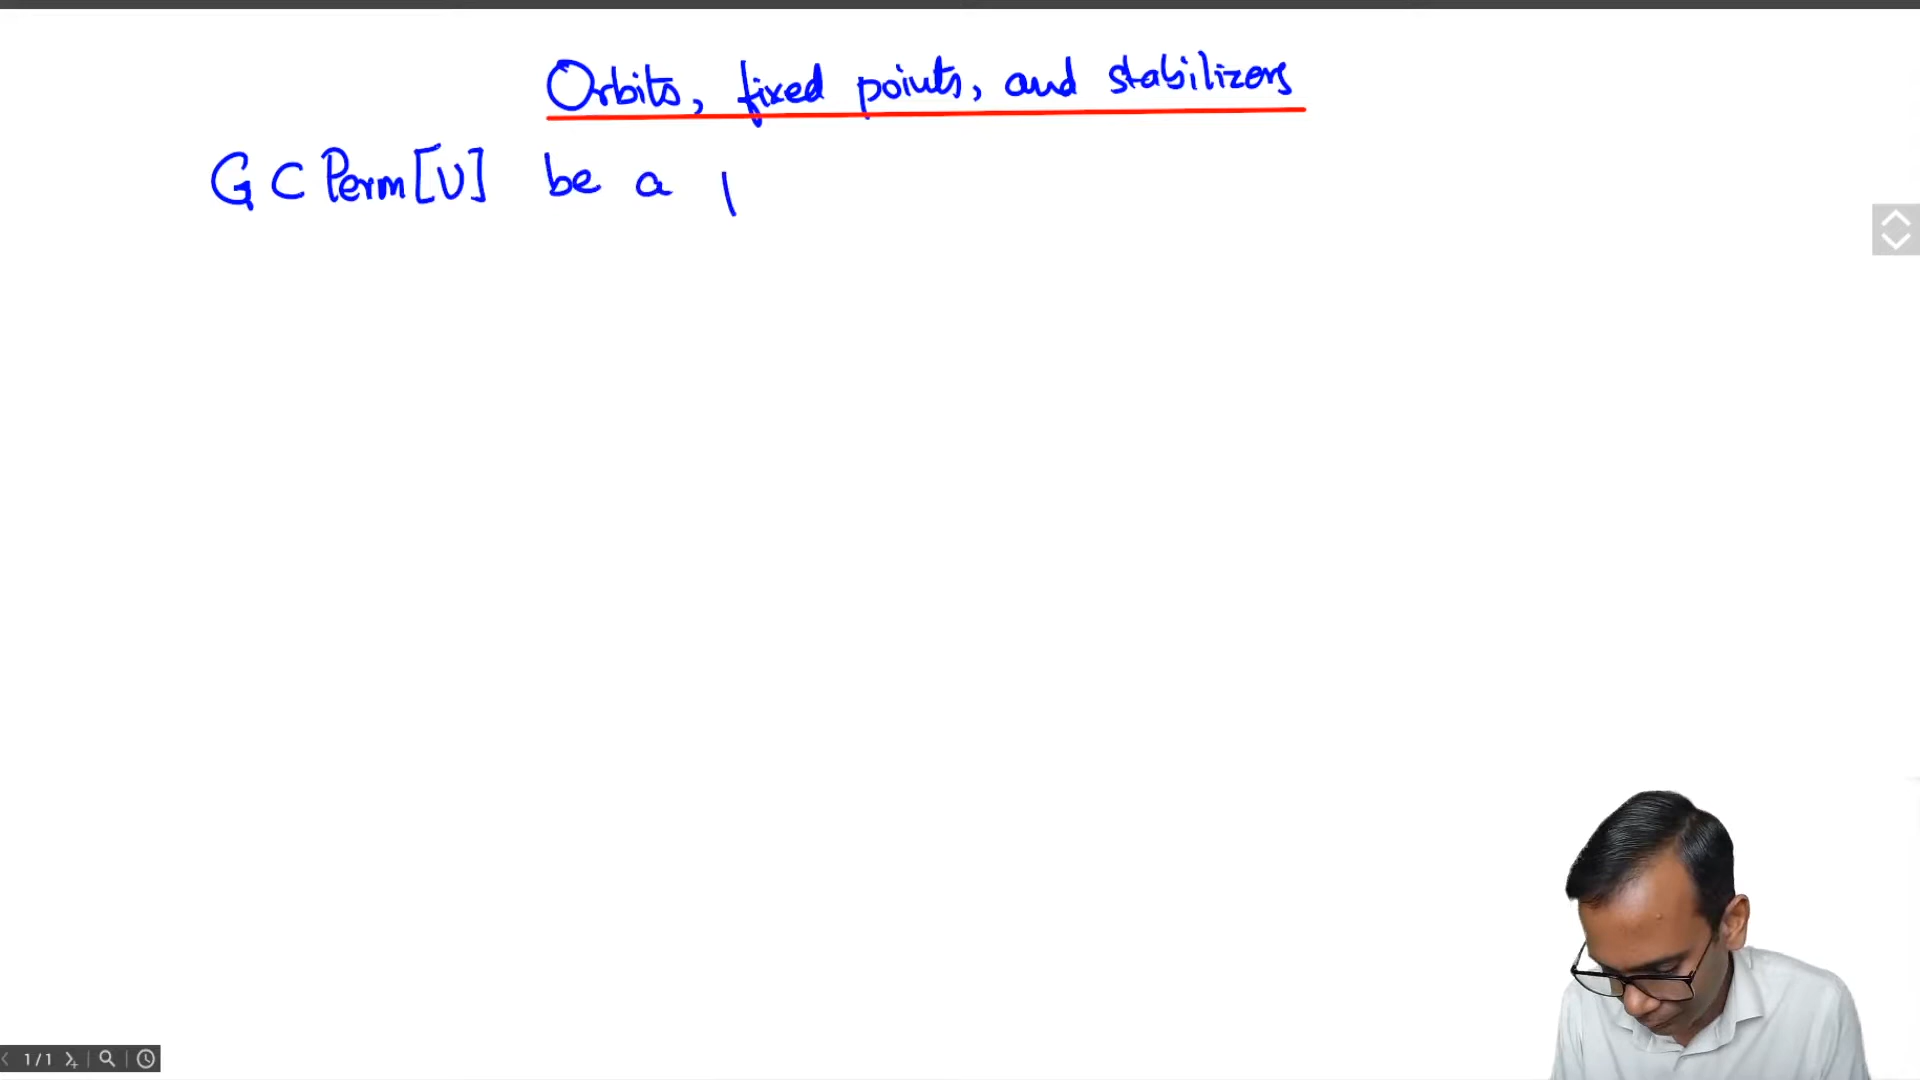 Orbits, fixed points, and stabilizers
G ⊂ Perm[U] be a
1/1